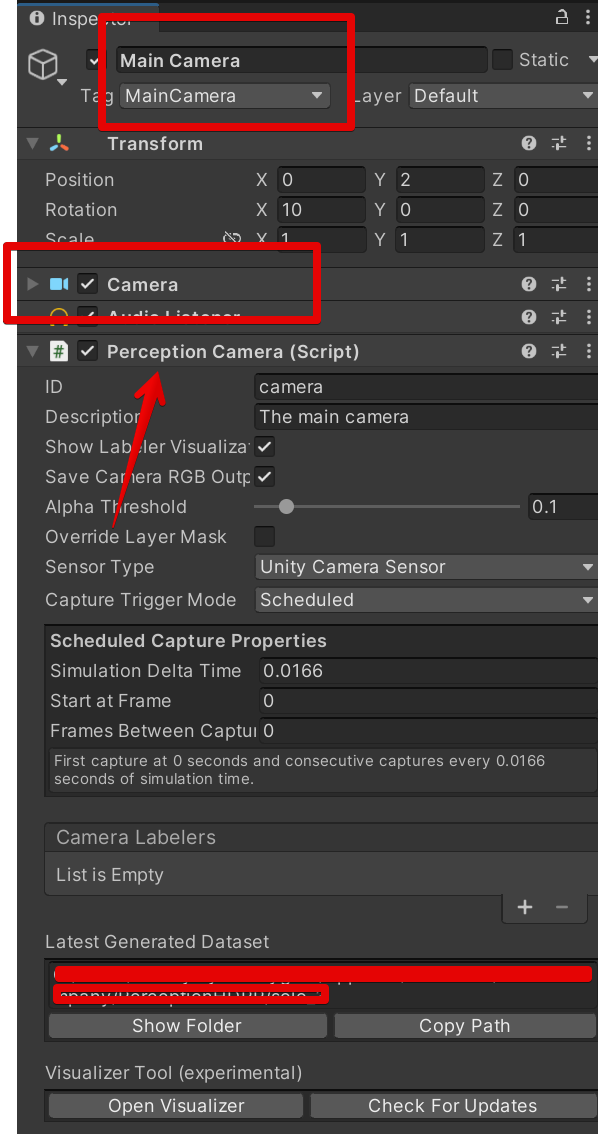 Inspector
Main Camera
Static
Tag MainCamera Layer Default
Transform
Position X 0 Y 2 Z 0
Rotation X 10 Y 0 Z 0
Scale X 1 Y 1 Z 1
Camera
Audio Listener
# Perception Camera (Script)
ID camera
Description The main camera
Show Labeler Visualizat
Save Camera RGB Outp
Alpha Threshold 0.1
Override Layer Mask
Sensor Type Unity Camera Sensor
Capture Trigger Mode Scheduled
Scheduled Capture Properties
Simulation Delta Time 0.0166
Start at Frame 0
Frames Between Captur 0
First capture at 0 seconds and consecutive captures every 0.0166
seconds of simulation time.
Camera Labelers
List is Empty
+ −
Latest Generated Dataset
Show Folder Copy Path
Visualizer Tool (experimental)
Open Visualizer Check For Updates